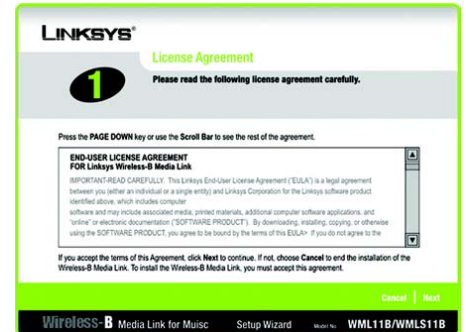 LINKSYS®
License Agreement
1
Please read the following license agreement carefully.
Press the PAGE DOWN key or use the Scroll Bar to see the rest of the agreement.
END-USER LICENSE AGREEMENT
FOR Linksys Wireless-B Media Link
IMPORTANT-READ CAREFULLY. This Linksys End-User License Agreement ("EULA") is a legal agreement
between you (either an individual or a single entity) and Linksys Corporation for the Linksys software product
identified above, which includes computer
software and may include associated media, printed materials, additional computer software applications, and
"online" or electronic documentation ("SOFTWARE PRODUCT"). By downloading, installing, copying, or otherwise
using the SOFTWARE PRODUCT, you agree to be bound by the terms of this EULA> If you do not agree to the
If you accept the terms of this Agreement, click Next to continue. If not, choose Cancel to end the installation of the
Wireless-B Media Link. To install the Wireless-B Media Link, you must accept this agreement.
Cancel | Next
Wireless-B Media Link for Muisc Setup Wizard Model No. WML11B/WMLS11B